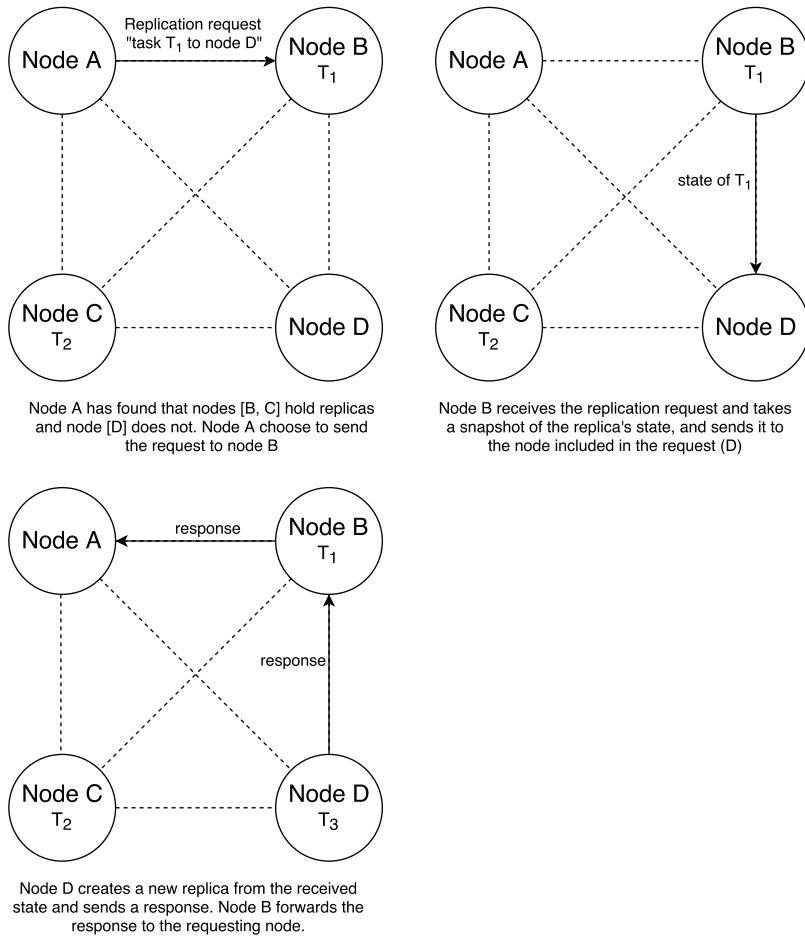 Replication request
"task T1 to node D"
Node A
Node B
T1
Node C
T2
Node D
Node A has found that nodes [B, C] hold replicas
and node [D] does not. Node A choose to send
the request to node B
Node A
Node B
T1
state of T1
Node C
T2
Node D
Node B receives the replication request and takes
a snapshot of the replica's state, and sends it to
the node included in the request (D)
Node A
response
Node B
T1
response
Node C
T2
Node D
T3
Node D creates a new replica from the received
state and sends a response. Node B forwards the
response to the requesting node.